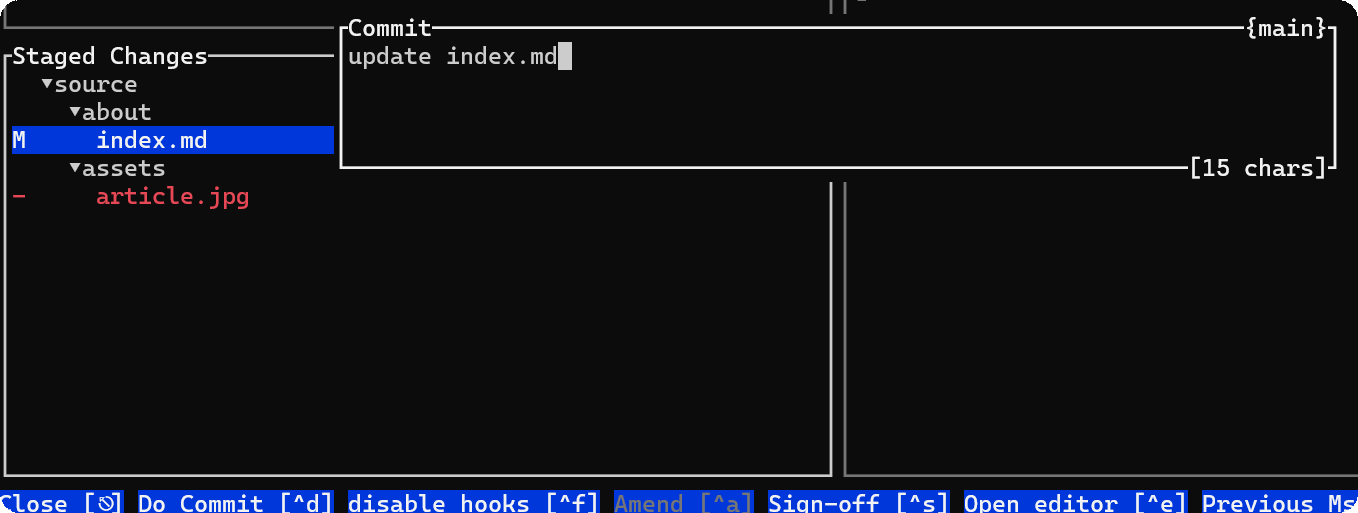 Commit {main}
Staged Changes update index.md
▼source
▼about
M index.md
▼assets [15 chars]
− article.jpg
Close [⎋] Do Commit [^d] disable hooks [^f] Amend [^a] Sign-off [^s] Open editor [^e] Previous Ms